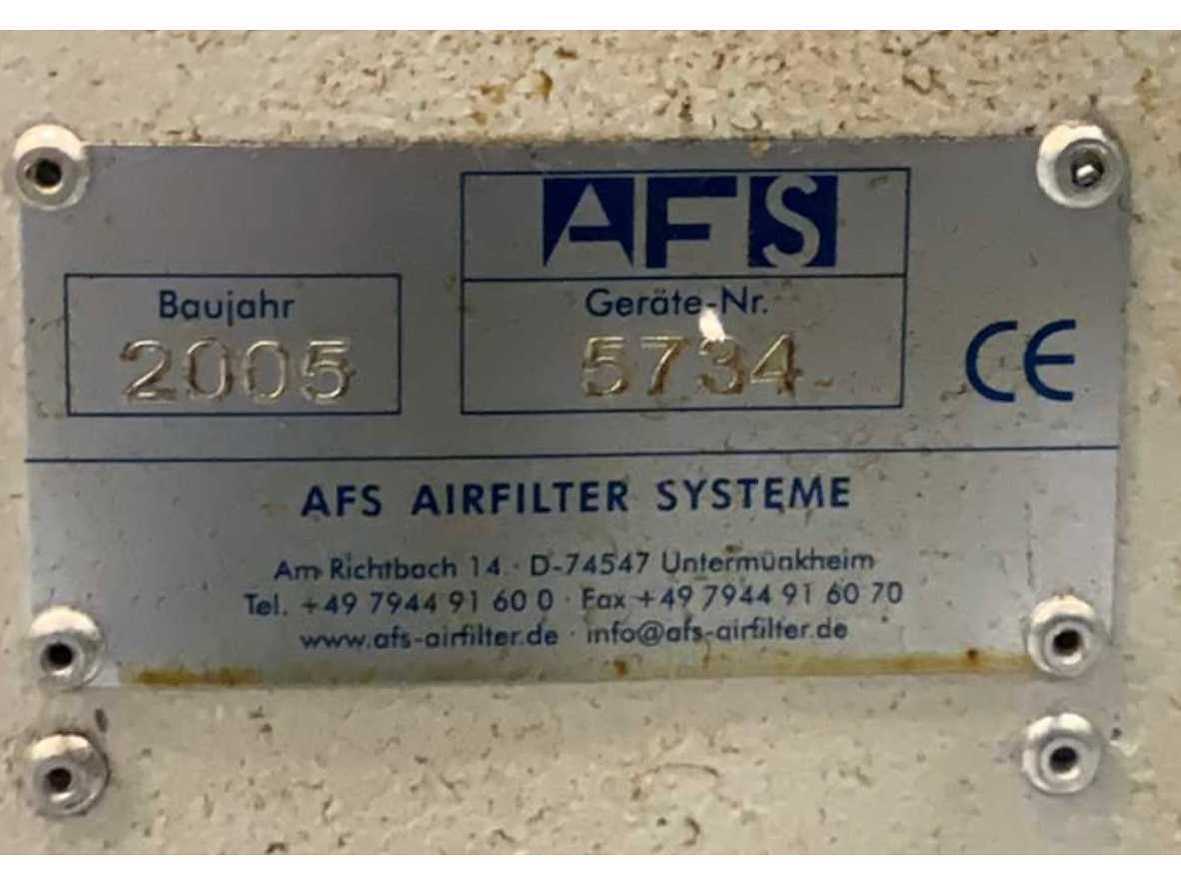 AFS
Baujahr
Geräte-Nr.
2005
5734
CE
AFS AIRFILTER SYSTEME
Am Richtbach 14 · D-74547 Untermünkheim
Tel. +49 7944 91 60 0 · Fax +49 7944 91 60 70
www.afs-airfilter.de · info@afs-airfilter.de